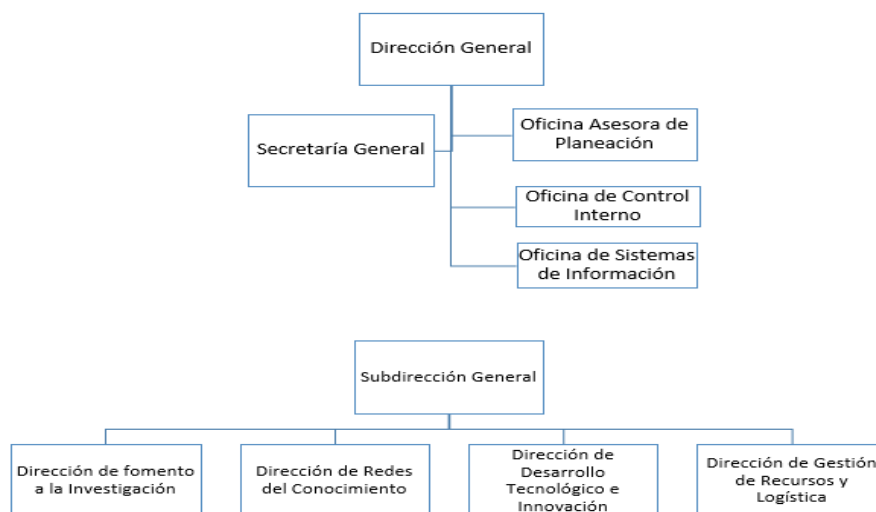 Dirección General
Secretaría General
Oficina Asesora de
Planeación
Oficina de Control
Interno
Oficina de Sistemas
de Información
Subdirección General
Dirección de fomento
a la Investigación
Dirección de Redes
del Conocimiento
Dirección de
Desarrollo
Tecnológico e
Innovación
Dirección de Gestión
de Recursos y
Logística